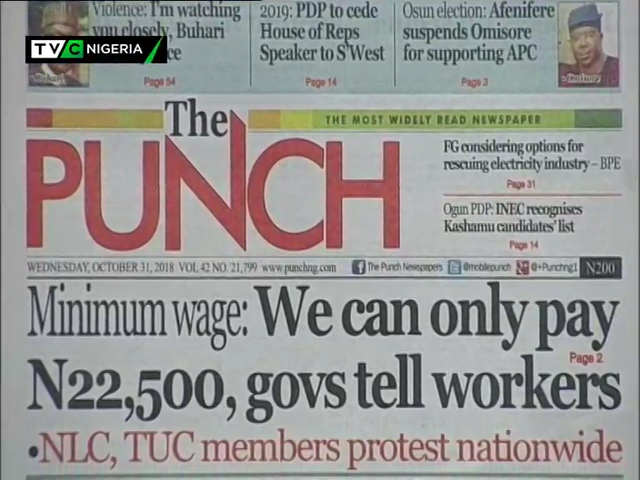 Violence: I'm watching
you closely, Buhari
TVC NIGERIA
Page 54
2019: PDP to cede
House of Reps
Speaker to S'West
Page 14
Osun election: Afenifere
suspends Omisore
for supporting APC
Page 3
The
PUNCH
THE MOST WIDELY READ NEWSPAPER
FG considering options for
rescuing electricity industry – BPE
Page 31
Ogun PDP: INEC recognises
Kashamu candidates' list
Page 14
WEDNESDAY, OCTOBER 31, 2018 VOL 42 NO. 21,799 www.punchng.com The Punch Newspapers @mobilepunch @+Punchng1 N200
Minimum wage: We can only pay
Page 2
N22,500, govs tell workers
•NLC, TUC members protest nationwide